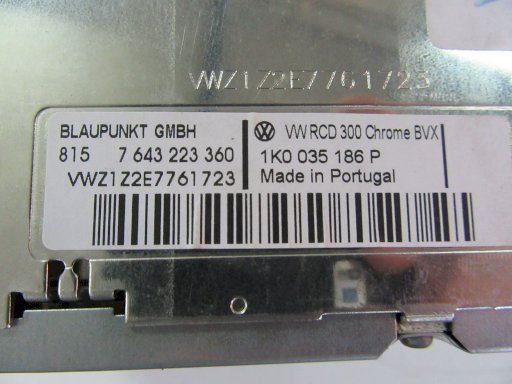 VWZ1Z2E7761723
BLAUPUNKT GMBH
815 7 643 223 360
VWZ1Z2E7761723
VW RCD 300 Chrome BVX
1K0 035 186 P
Made in Portugal